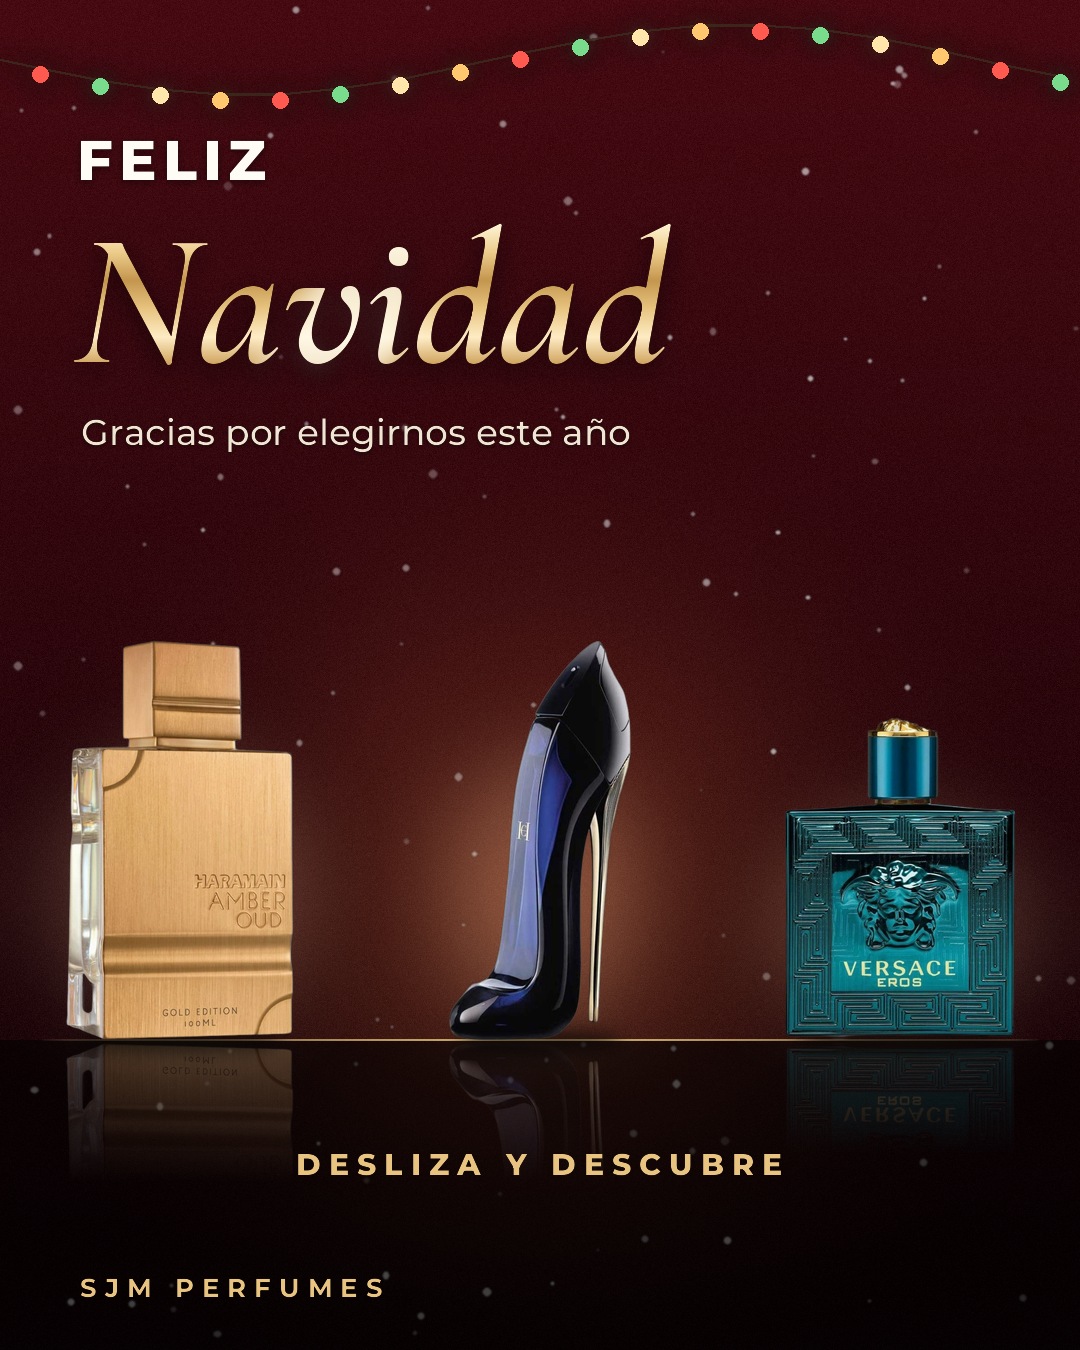 FELIZ
Navidad
Gracias por elegirnos este año
HARAMAIN
AMBER
OUD
GOLD EDITION
100ML
CH
VERSACE
EROS
DESLIZA Y DESCUBRE
SJM PERFUMES